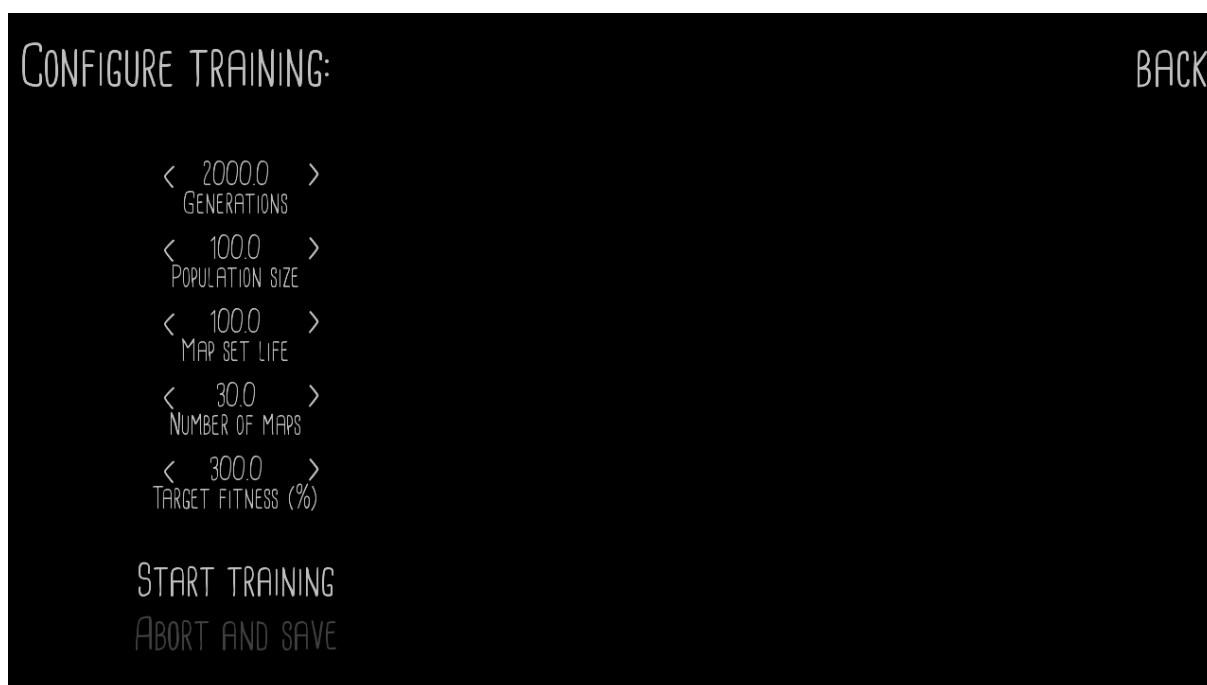 Configure training:
BACK
< 2000.0 >
Generations
< 100.0 >
Population size
< 100.0 >
Map set life
< 30.0 >
Number of maps
< 300.0 >
Target fitness (%)
Start training
Abort and save